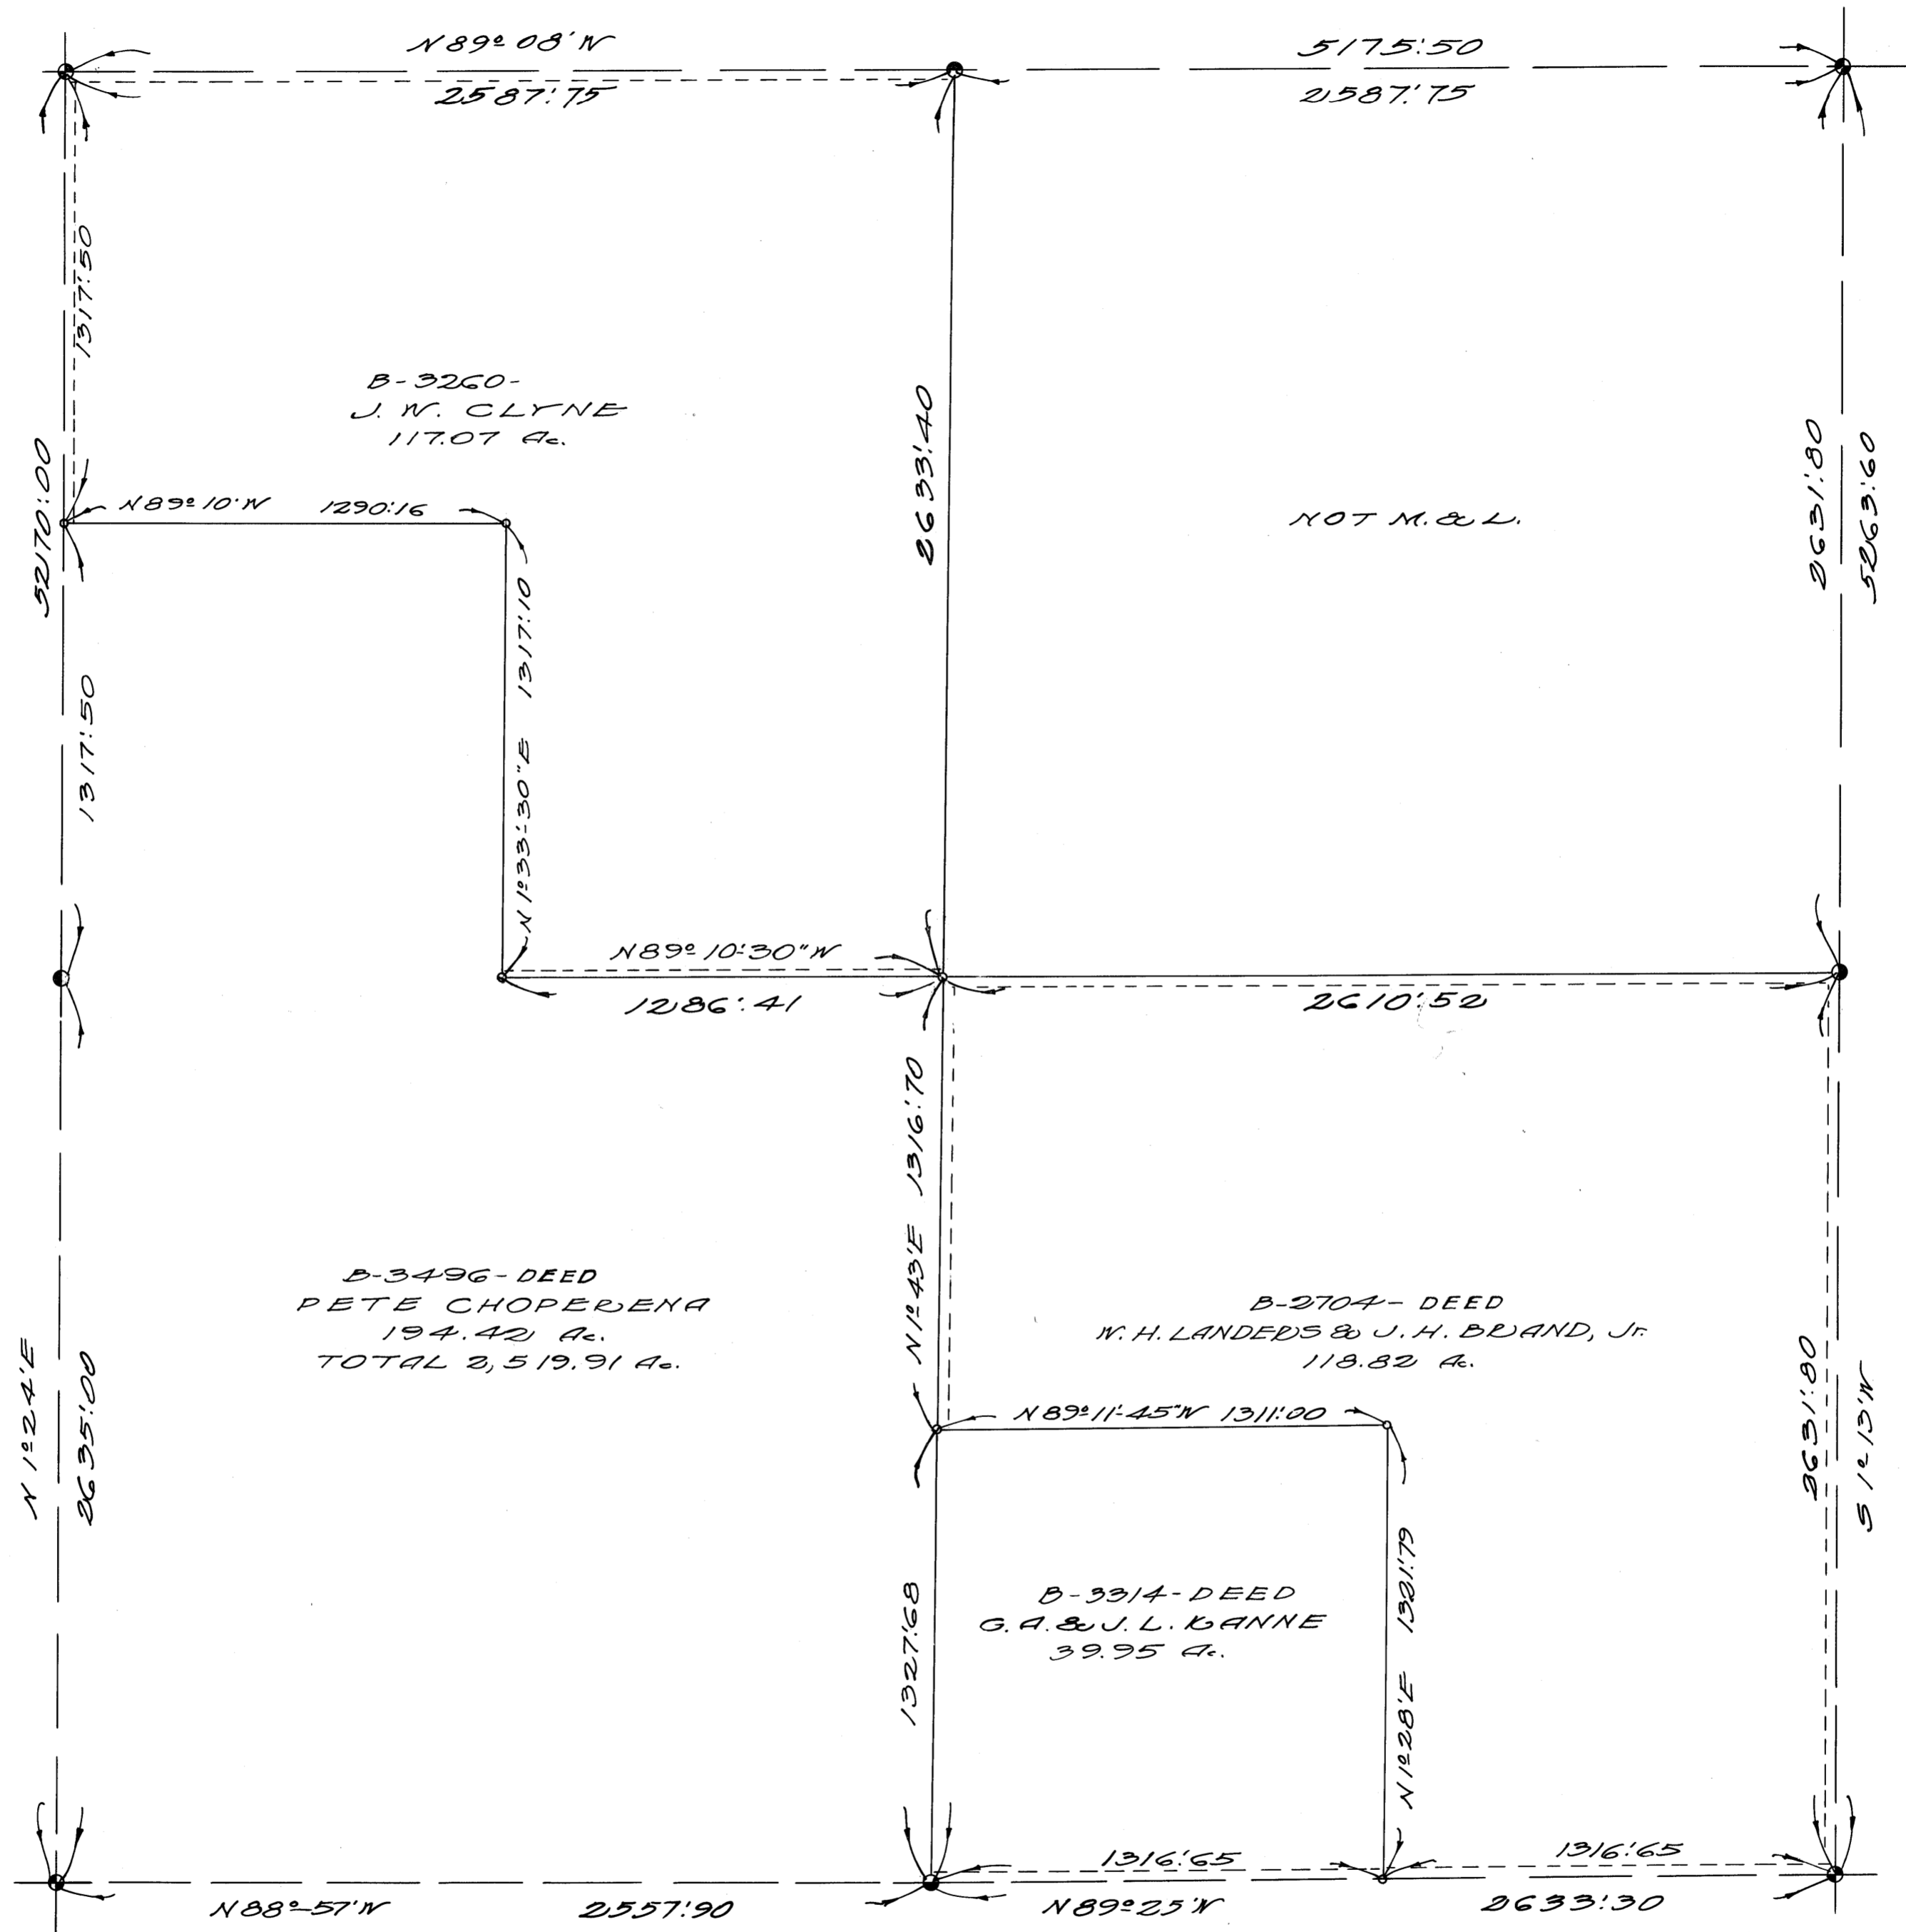 N 89° 08' W
5175.'50
2587.'75
2587.'75
1317.'50
B-3260-
J. W. CLYNE
117.07 Ac.
5270.'00
2633.'40
2631.'80
5263.'60
N 89° 10' W 1290.'16
NOT M. & L.
N 1° 33'-30" E 1317.'10
1317.'50
N 89° 10'-30" W
1286.'41
2610.'52
N 1° 43' E 1316.'70
B-3496-DEED
PETE CHOPERENA
194.42 Ac.
TOTAL 2,519.91 Ac.
B-2704-DEED
W. H. LANDERS & J. H. BRAND, Jr.
118.82 Ac.
N 1° 24' E
2635.'00
2631.'80
S 1°-13' W
N 89° 11'-45" W 1311.'00
B-3314-DEED
G. A. & J. L. KANNE
39.95 Ac.
1327.'68
N 1° 28' E 1321.'79
1316.'65
1316.'65
N 88°-57' W
2557.'90
N 89° 25' W
2633.'30